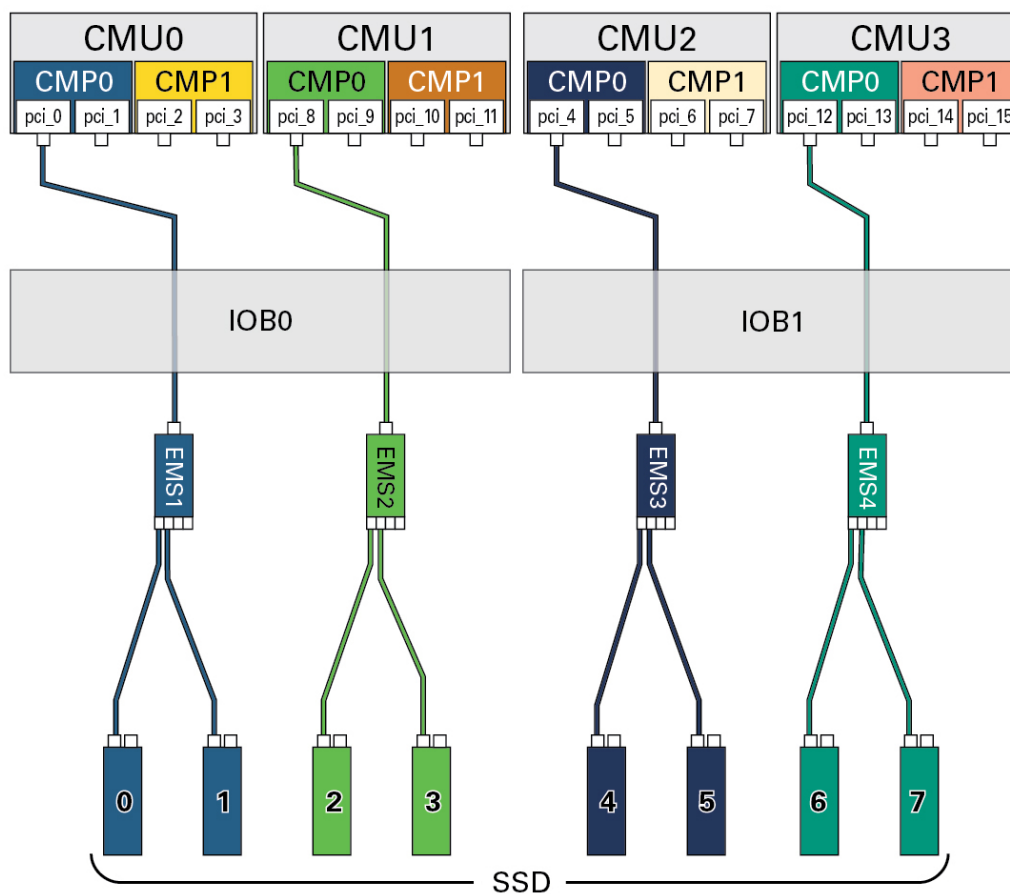 CMU0 CMU1 CMU2 CMU3
CMP0 CMP1 CMP0 CMP1 CMP0 CMP1 CMP0 CMP1
pci_0 pci_1 pci_2 pci_3 pci_8 pci_9 pci_10 pci_11 pci_4 pci_5 pci_6 pci_7 pci_12 pci_13 pci_14 pci_15
IOB0 IOB1
EMS1 EMS2 EMS3 EMS4
0 1 2 3 4 5 6 7
SSD